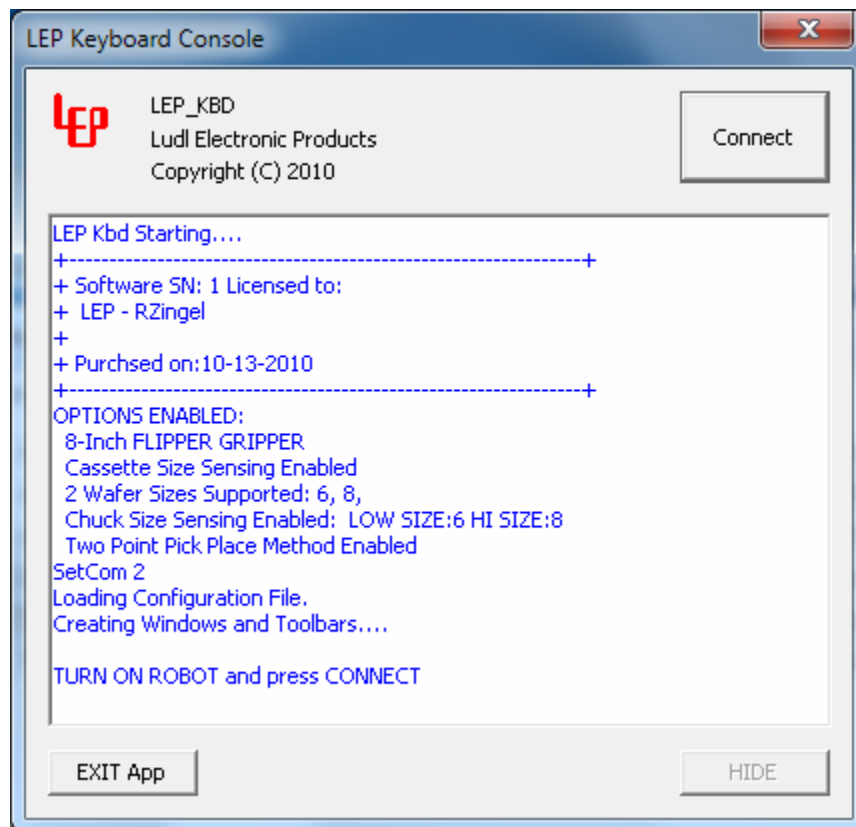 LEP Keyboard Console
LEP
LEP_KBD
Ludl Electronic Products
Copyright (C) 2010
Connect
LEP Kbd Starting....
+----------------------------------------------------------------+
+ Software SN: 1 Licensed to:
+ LEP - RZingel
+
+ Purchsed on:10-13-2010
+----------------------------------------------------------------+
OPTIONS ENABLED:
8-Inch FLIPPER GRIPPER
Cassette Size Sensing Enabled
2 Wafer Sizes Supported: 6, 8,
Chuck Size Sensing Enabled: LOW SIZE:6 HI SIZE:8
Two Point Pick Place Method Enabled
SetCom 2
Loading Configuration File.
Creating Windows and Toolbars....
TURN ON ROBOT and press CONNECT
EXIT App
HIDE